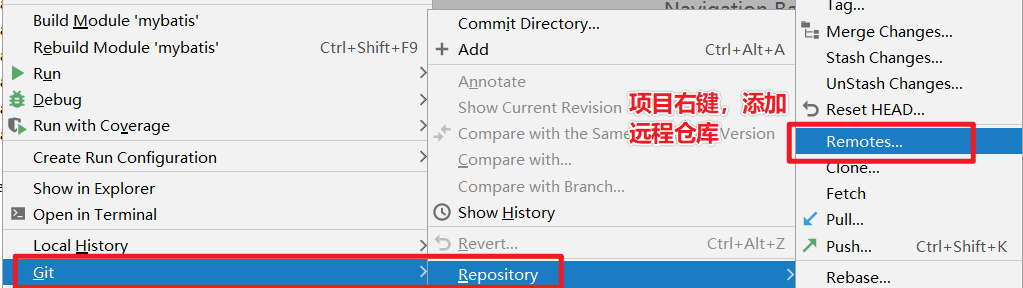 Build Module 'mybatis'
Rebuild Module 'mybatis' Ctrl+Shift+F9
Run
Debug
Run with Coverage
Create Run Configuration
Show in Explorer
Open in Terminal
Local History
Git
Commit Directory...
Add Ctrl+Alt+A
Annotate
Show Current Revision
Compare with the Same Version
Compare with...
Compare with Branch...
Show History
Revert... Ctrl+Alt+Z
Repository
项目右键，添加
远程仓库
Tag...
Merge Changes...
Stash Changes...
UnStash Changes...
Reset HEAD...
Remotes...
Clone...
Fetch
Pull...
Push... Ctrl+Shift+K
Rebase...